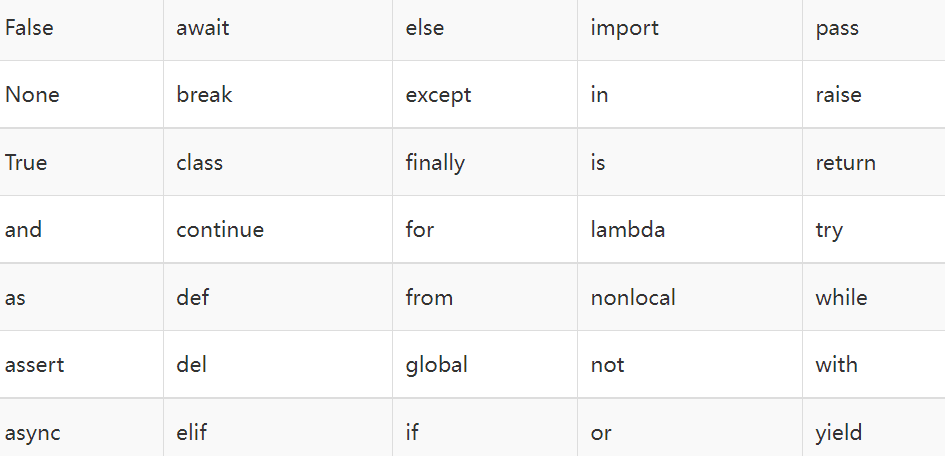 False await else import pass
None break except in raise
True class finally is return
and continue for lambda try
as def from nonlocal while
assert del global not with
async elif if or yield